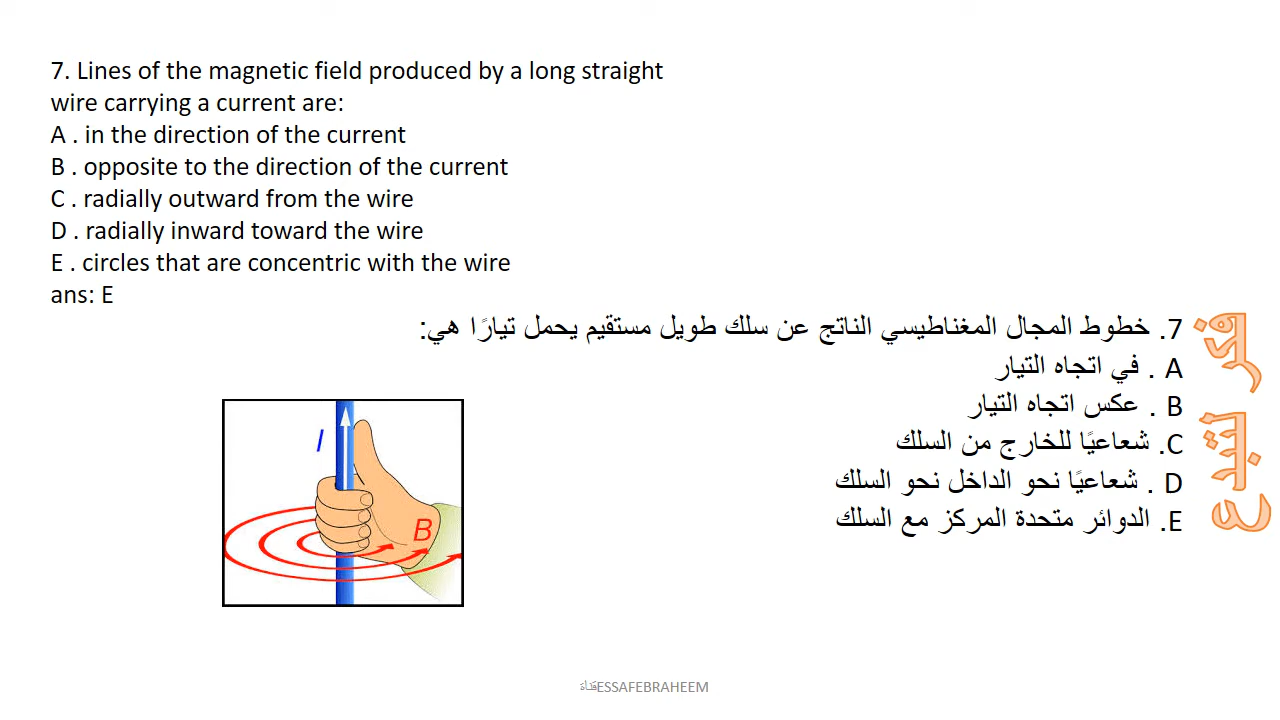 7. Lines of the magnetic field produced by a long straight
wire carrying a current are:
A . in the direction of the current
B . opposite to the direction of the current
C . radially outward from the wire
D . radially inward toward the wire
E . circles that are concentric with the wire
ans: E
7. خطوط المجال المغناطيسي الناتج عن سلك طويل مستقيم يحمل تيارًا هي:
A . في اتجاه التيار
B . عكس اتجاه التيار
C. شعاعيًا للخارج من السلك
D . شعاعيًا نحو الداخل نحو السلك
E. الدوائر متحدة المركز مع السلك
I
B
فكر
لتبدع
قناةESSAFEBRAHEEM